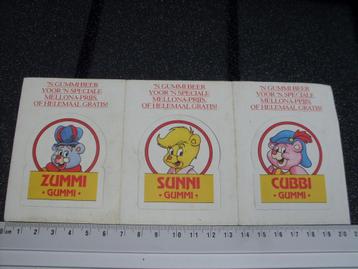 'N GUMMI BEER
VOOR 'N SPECIALE
MELLONA-PRIJS,
OF HELEMAAL GRATIS!
ZUMMI
• GUMMI •
'N GUMMI BEER
VOOR 'N SPECIALE
MELLONA-PRIJS,
OF HELEMAAL GRATIS!
SUNNI
• GUMMI •
'N GUMMI BEER
VOOR 'N SPECIALE
MELLONA-PRIJS,
OF HELEMAAL GRATIS!
CUBBI
• GUMMI •
1 2 3 4 5 6 7 8 9 10 11 12 13 14 15 16 17 18 19 20